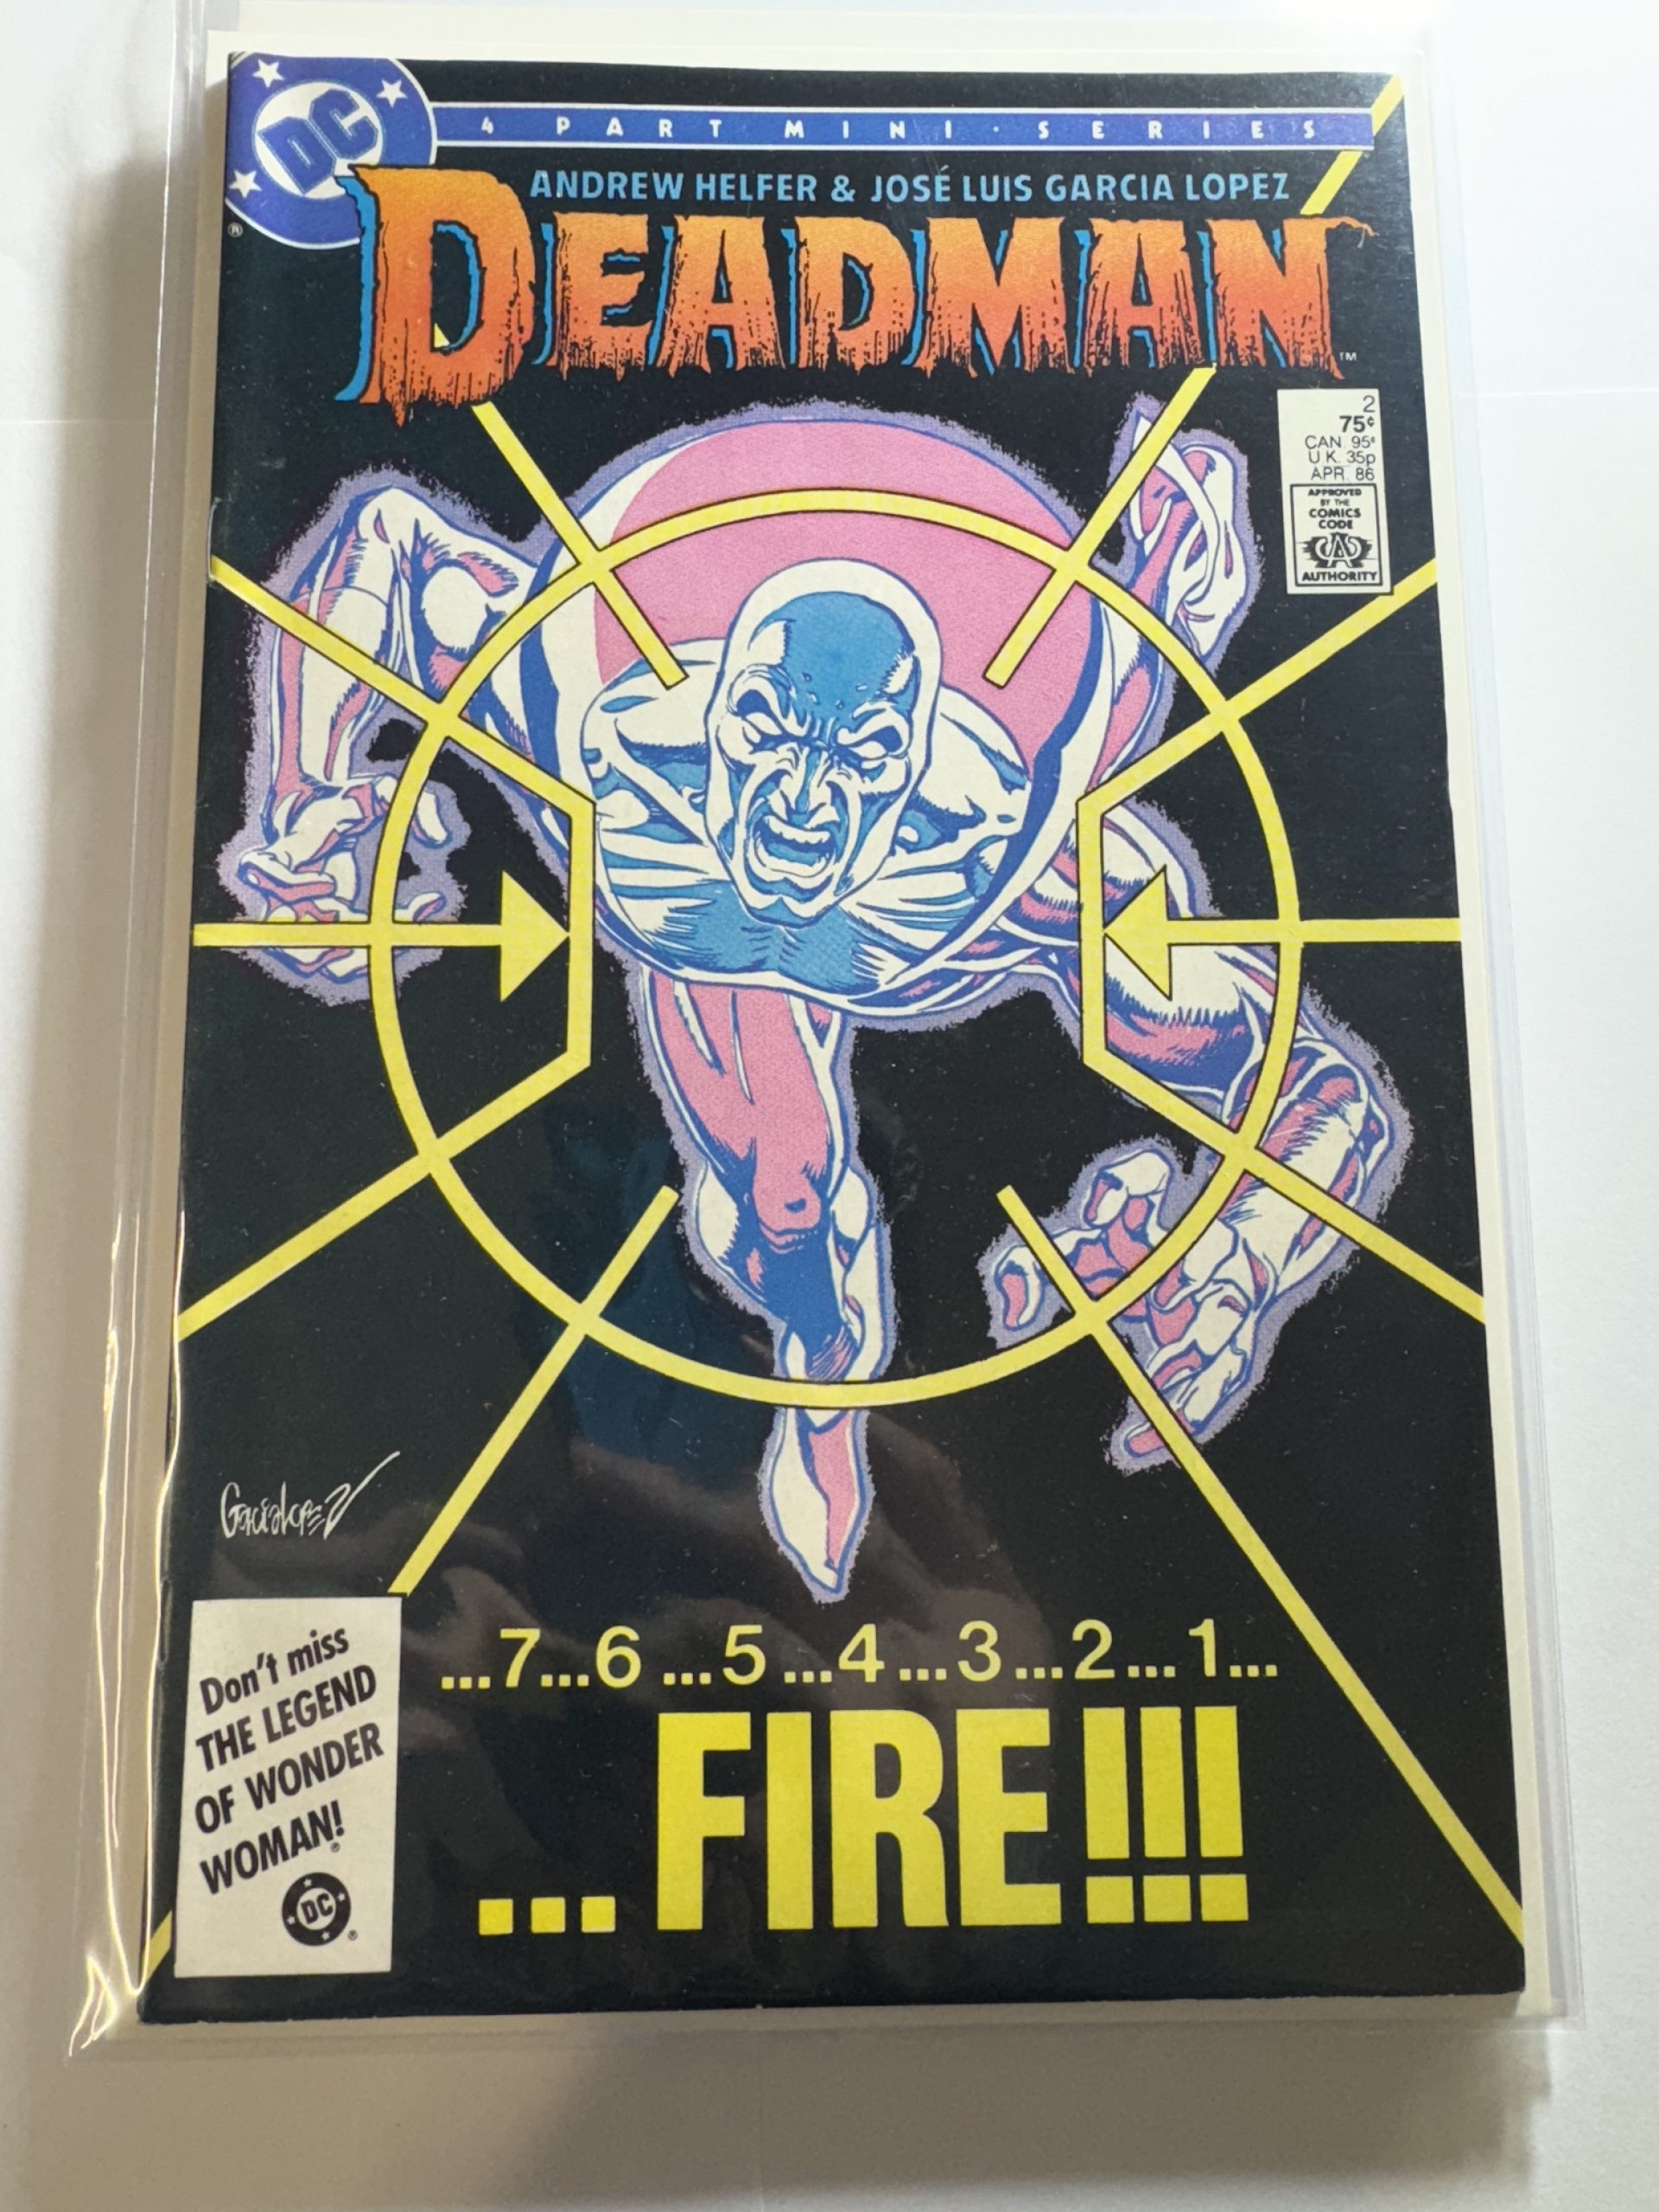 DC
4 PART MINI-SERIES
®
ANDREW HELFER & JOSÉ LUIS GARCIA LOPEZ
DEADMAN™
2
75¢
CAN. 95¢
U.K. 35p
APR. 86
APPROVED
BY THE
COMICS
CODE
CA
AUTHORITY
GarciaLopez
...7...6...5...4...3...2...1...
...FIRE!!!
Don't miss
THE LEGEND
OF WONDER
WOMAN!
®
DC
®